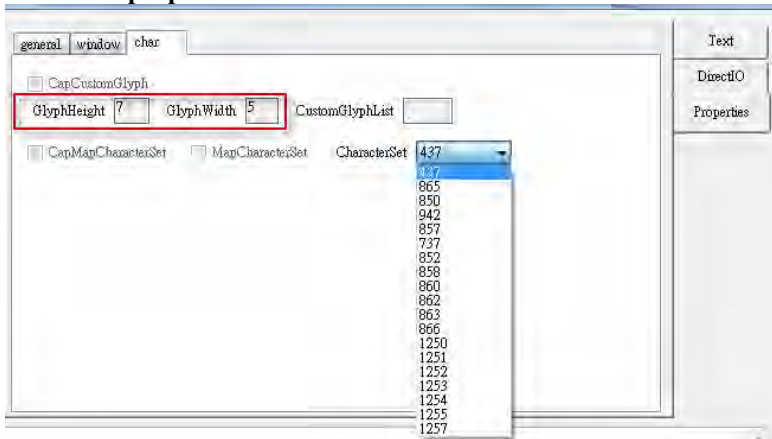 general window char
CapCustomGlyph
GlyphHeight 7 GlyphWidth 5 CustomGlyphList
CapMapCharacterSet MapCharacterSet CharacterSet 437
437
865
850
942
857
737
852
858
860
862
863
866
1250
1251
1252
1253
1254
1255
1257
Text
DirectIO
Properties